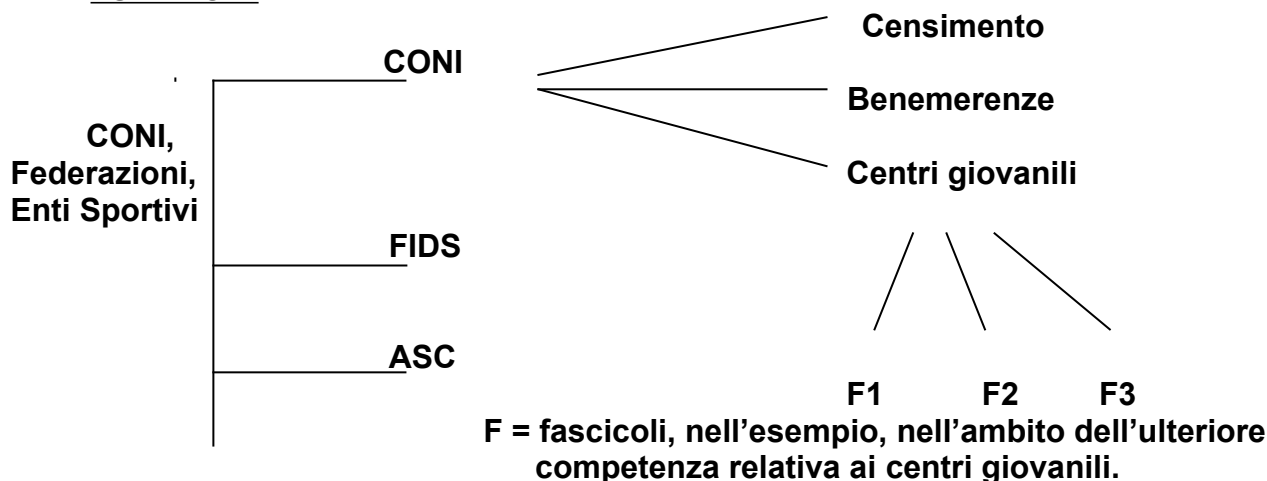 Censimento
CONI
Benemerenze
CONI,
Federazioni,
Enti Sportivi
Centri giovanili
FIDS
ASC
F1 F2 F3
F = fascicoli, nell’esempio, nell’ambito dell’ulteriore
competenza relativa ai centri giovanili.